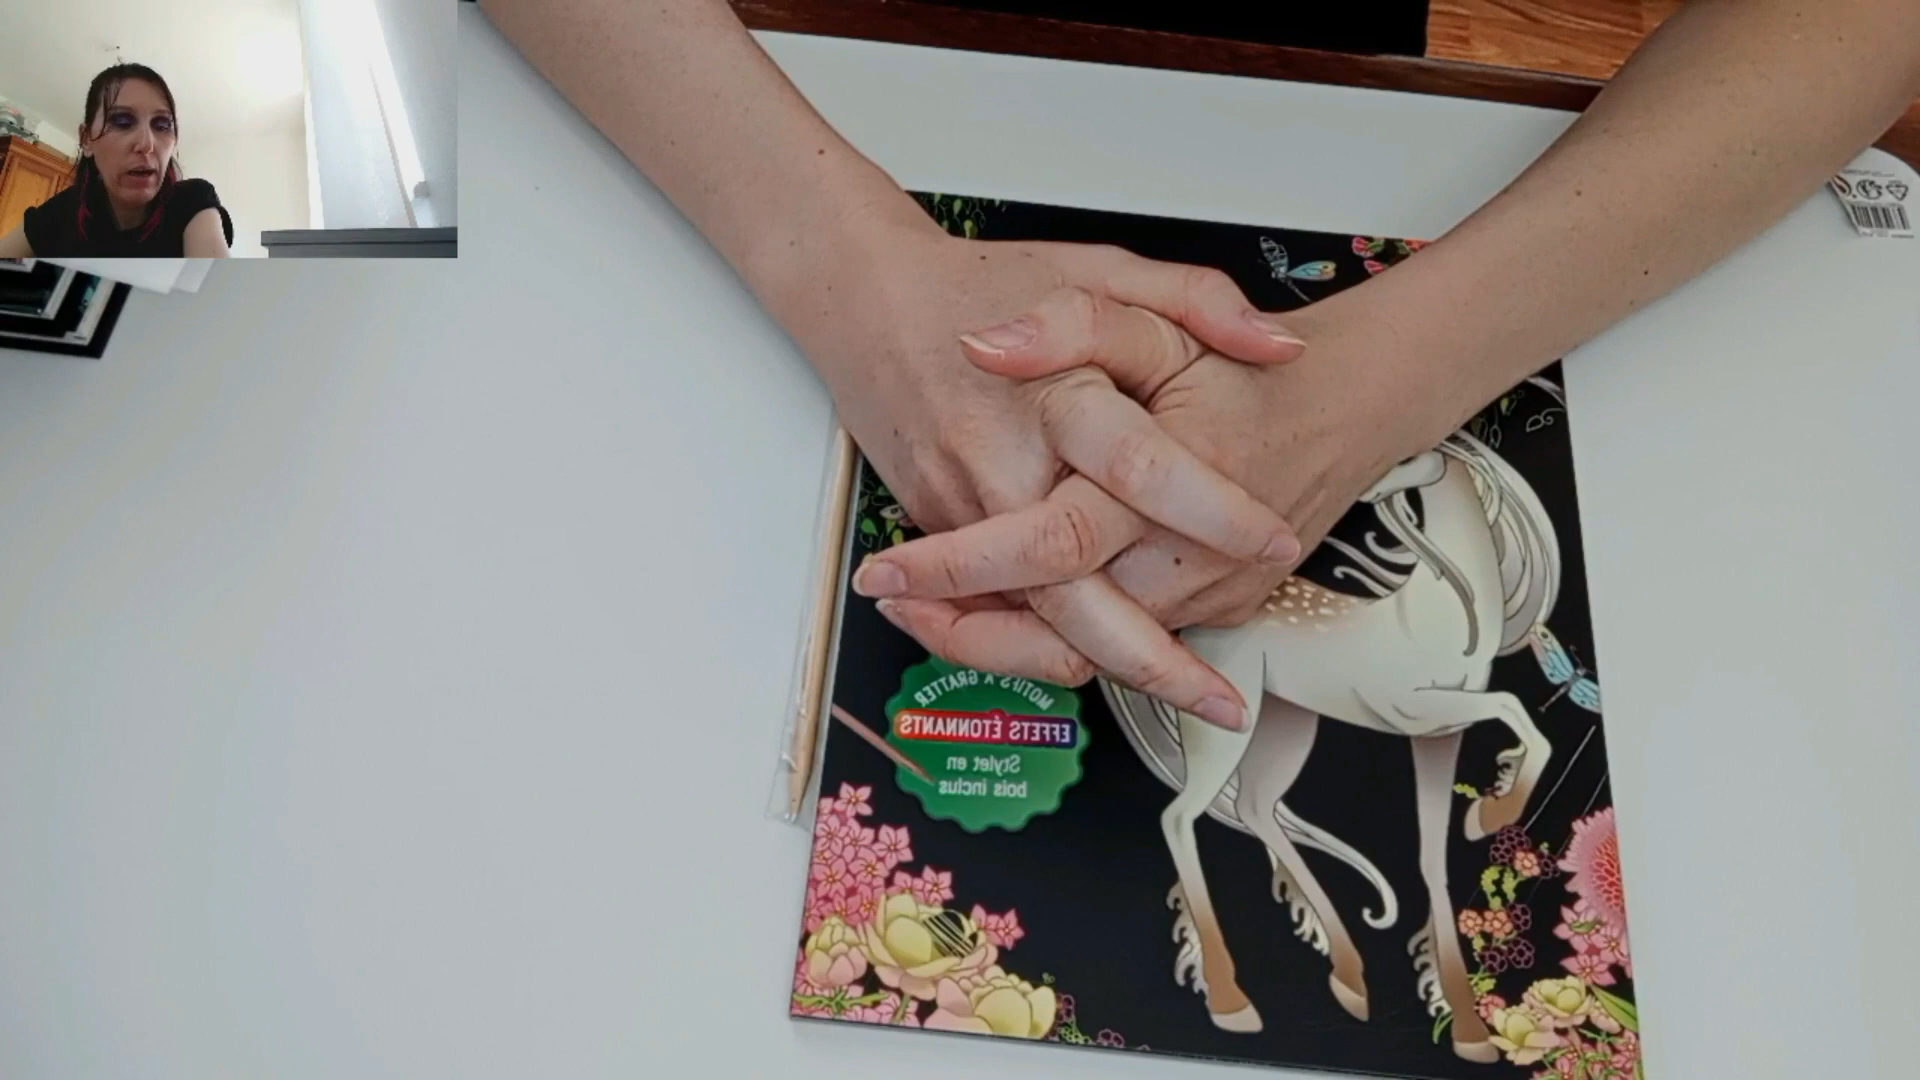 MOTIFS À GRATTER
EFFETS ÉTONNANTS
Stylet en
bois inclus